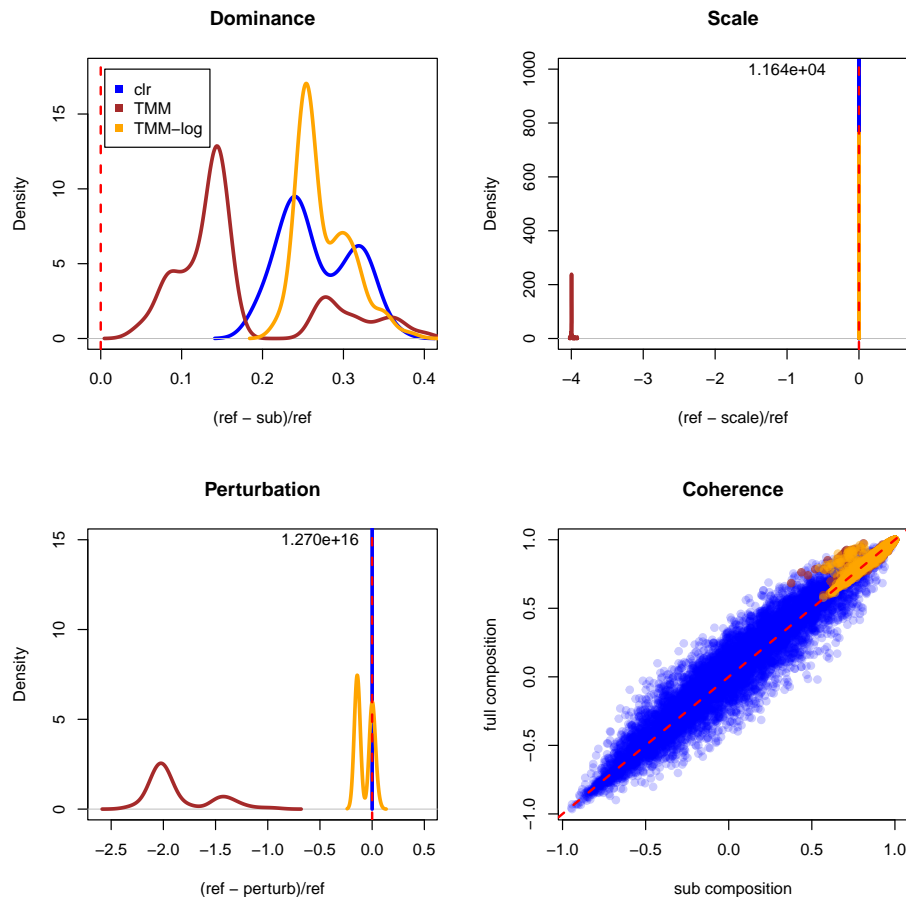 Dominance
clr
TMM
TMM−log
Density
0 5 10 15
0.0 0.1 0.2 0.3 0.4
(ref − sub)/ref
Scale
1.164e+04
Density
0 200 400 600 800 1000
−4 −3 −2 −1 0
(ref − scale)/ref
Perturbation
1.270e+16
Density
0 5 10 15
−2.5 −2.0 −1.5 −1.0 −0.5 0.0 0.5
(ref − perturb)/ref
Coherence
full composition
−1.0 −0.5 0.0 0.5 1.0
−1.0 −0.5 0.0 0.5 1.0
sub composition